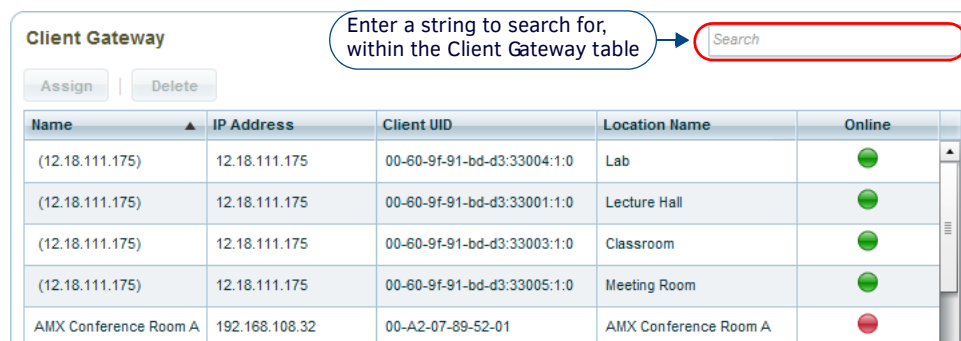 Client Gateway
Enter a string to search for,
within the Client Gateway table
Search
Assign | Delete
Name IP Address Client UID Location Name Online
(12.18.111.175) 12.18.111.175 00-60-9f-91-bd-d3:33004:1:0 Lab
(12.18.111.175) 12.18.111.175 00-60-9f-91-bd-d3:33001:1:0 Lecture Hall
(12.18.111.175) 12.18.111.175 00-60-9f-91-bd-d3:33003:1:0 Classroom
(12.18.111.175) 12.18.111.175 00-60-9f-91-bd-d3:33005:1:0 Meeting Room
AMX Conference Room A 192.168.108.32 00-A2-07-89-52-01 AMX Conference Room A